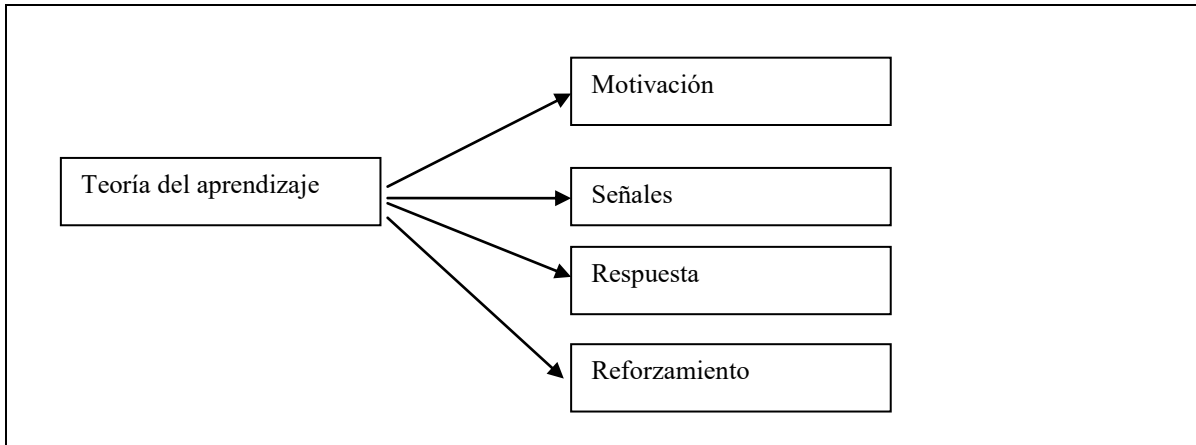 Motivación
Teoría del aprendizaje
Señales
Respuesta
Reforzamiento